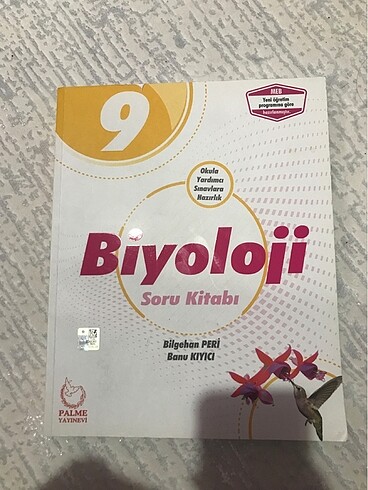 9
MEB
Yeni öğretim
programına göre
hazırlanmıştır.
Okula
Yardımcı
Sınavlara
Hazırlık
Biyoloji
Soru Kitabı
Bilgehan PERİ
Banu KIYICI
PALME
YAYINEVİ